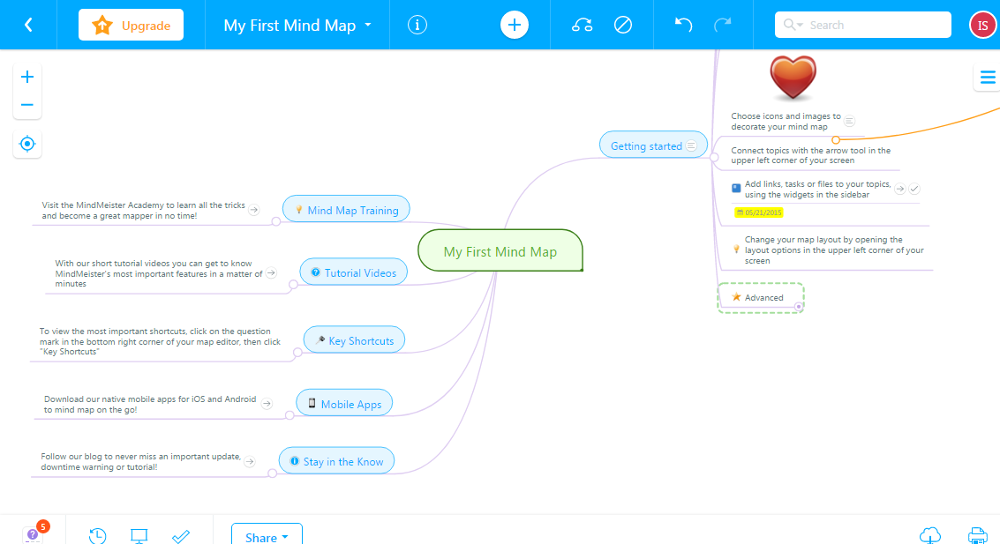 Upgrade
My First Mind Map
Search
IS
Choose icons and images to
decorate your mind map
Getting started
Connect topics with the arrow tool in the
upper left corner of your screen
Add links, tasks or files to your topics,
using the widgets in the sidebar
05/21/2015
Visit the MindMeister Academy to learn all the tricks
and become a great mapper in no time!
Mind Map Training
My First Mind Map
Change your map layout by opening the
layout options in the upper left corner of your
screen
With our short tutorial videos you can get to know
MindMeister's most important features in a matter of
minutes
Tutorial Videos
Advanced
To view the most important shortcuts, click on the question
mark in the bottom right corner of your map editor, then click
"Key Shortcuts"
Key Shortcuts
Download our native mobile apps for iOS and Android
to mind map on the go!
Mobile Apps
Follow our blog to never miss an important update,
downtime warning or tutorial!
Stay in the Know
5
Share